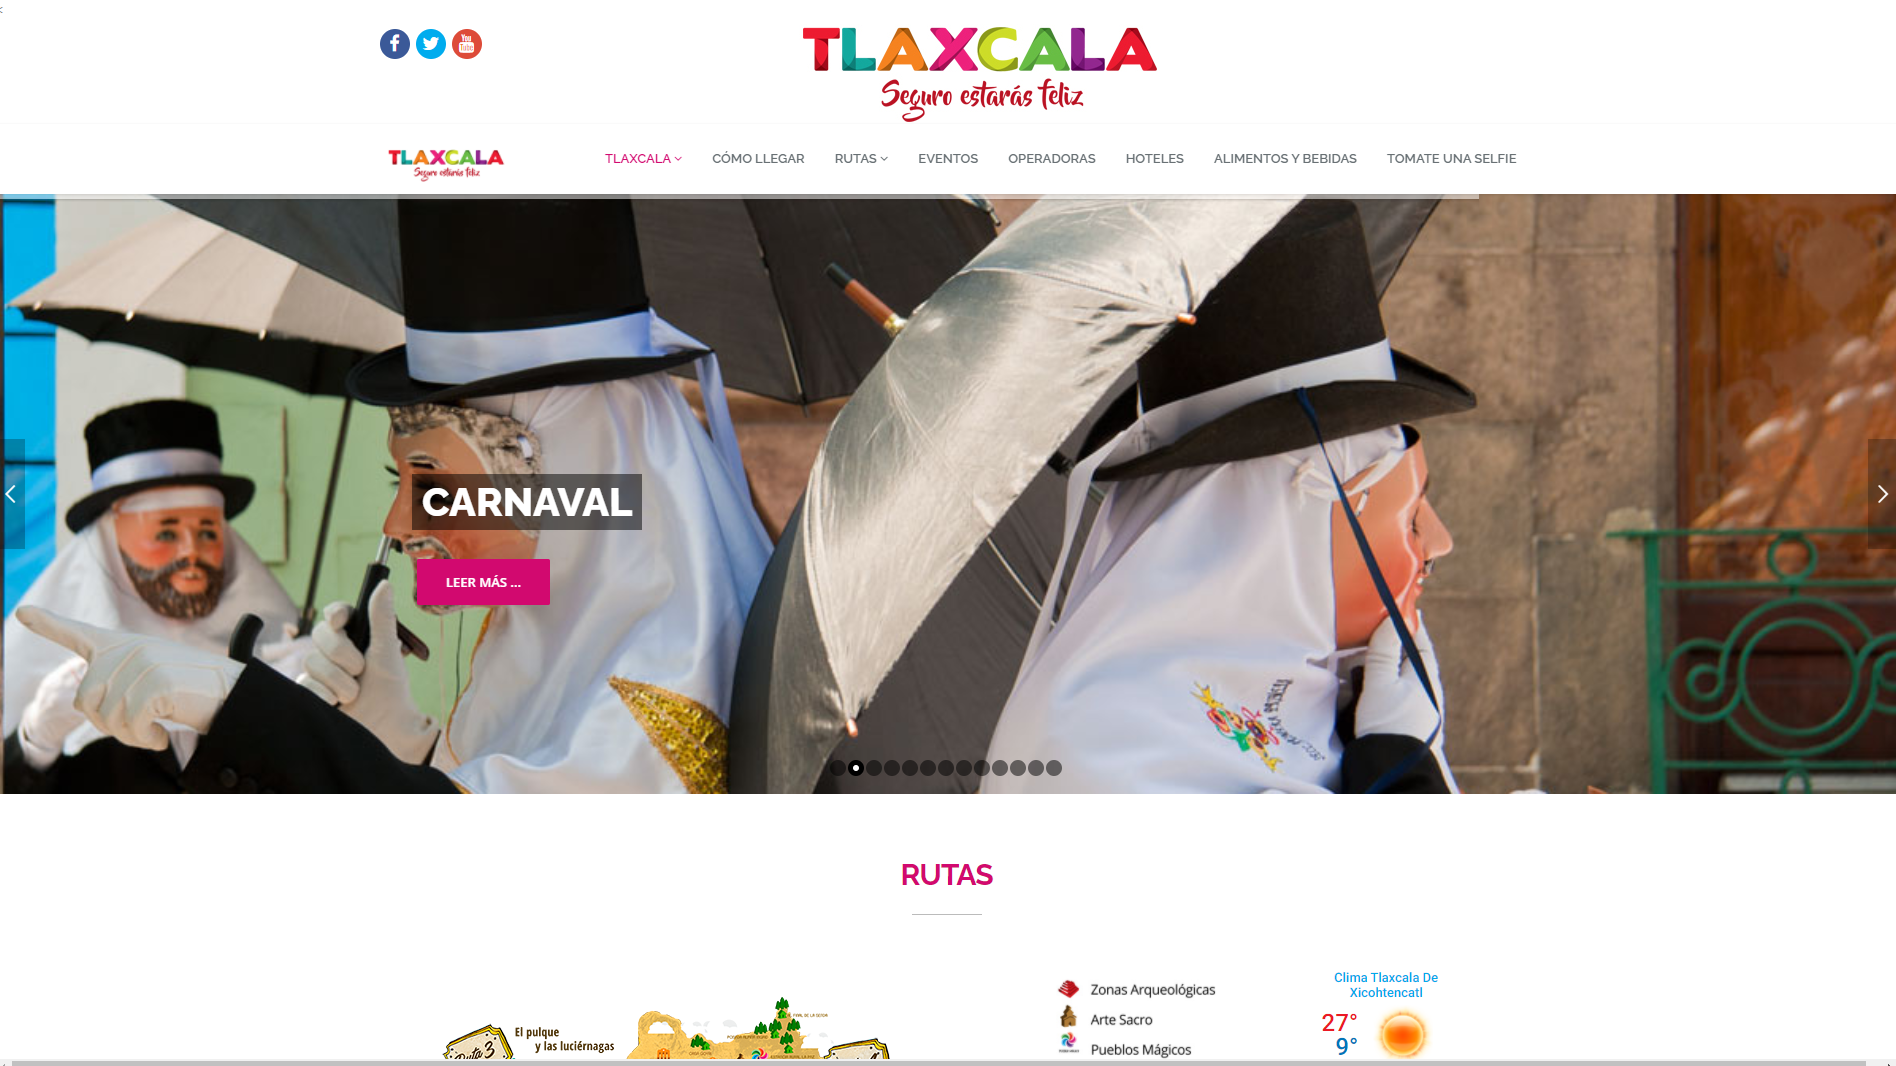 TLAXCALA
Seguro estarás feliz
TLAXCALA
Seguro estarás feliz
TLAXCALA
CÓMO LLEGAR
RUTAS
EVENTOS
OPERADORAS
HOTELES
ALIMENTOS Y BEBIDAS
TOMATE UNA SELFIE
CARNAVAL
LEER MÁS ...
RUTAS
Ruta 3
El pulque
y las luciérnagas
Zonas Arqueológicas
Arte Sacro
Pueblos Mágicos
Clima Tlaxcala De
Xicohtencatl
27°
9°